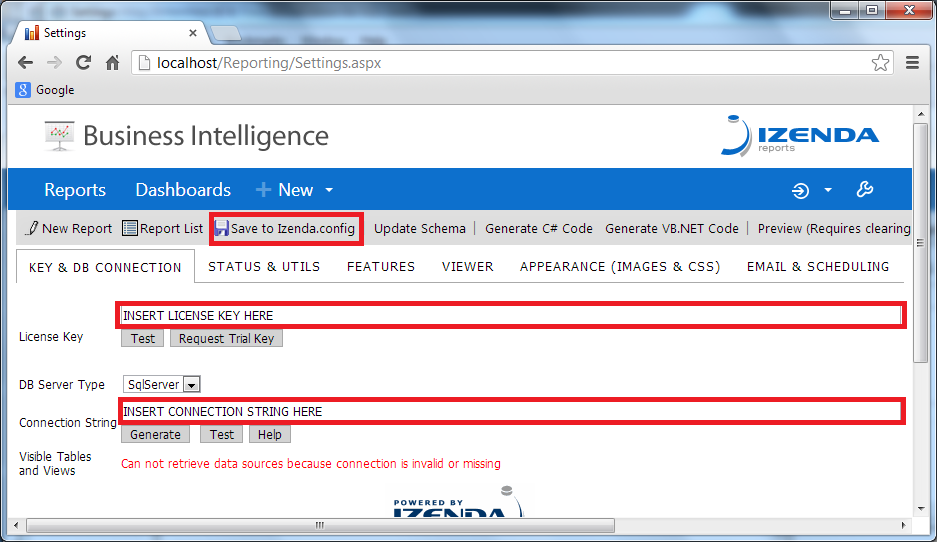 Settings
localhost/Reporting/Settings.aspx
Google
Business Intelligence
IZENDA
reports
Reports Dashboards New
New Report Report List Save to Izenda.config Update Schema Generate C# Code Generate VB.NET Code Preview (Requires clearing
KEY & DB CONNECTION STATUS & UTILS FEATURES VIEWER APPEARANCE (IMAGES & CSS) EMAIL & SCHEDULING
INSERT LICENSE KEY HERE
License Key
Test Request Trial Key
DB Server Type SqlServer
INSERT CONNECTION STRING HERE
Connection String
Generate Test Help
Visible Tables
and Views
Can not retrieve data sources because connection is invalid or missing
POWERED BY
IZENDA